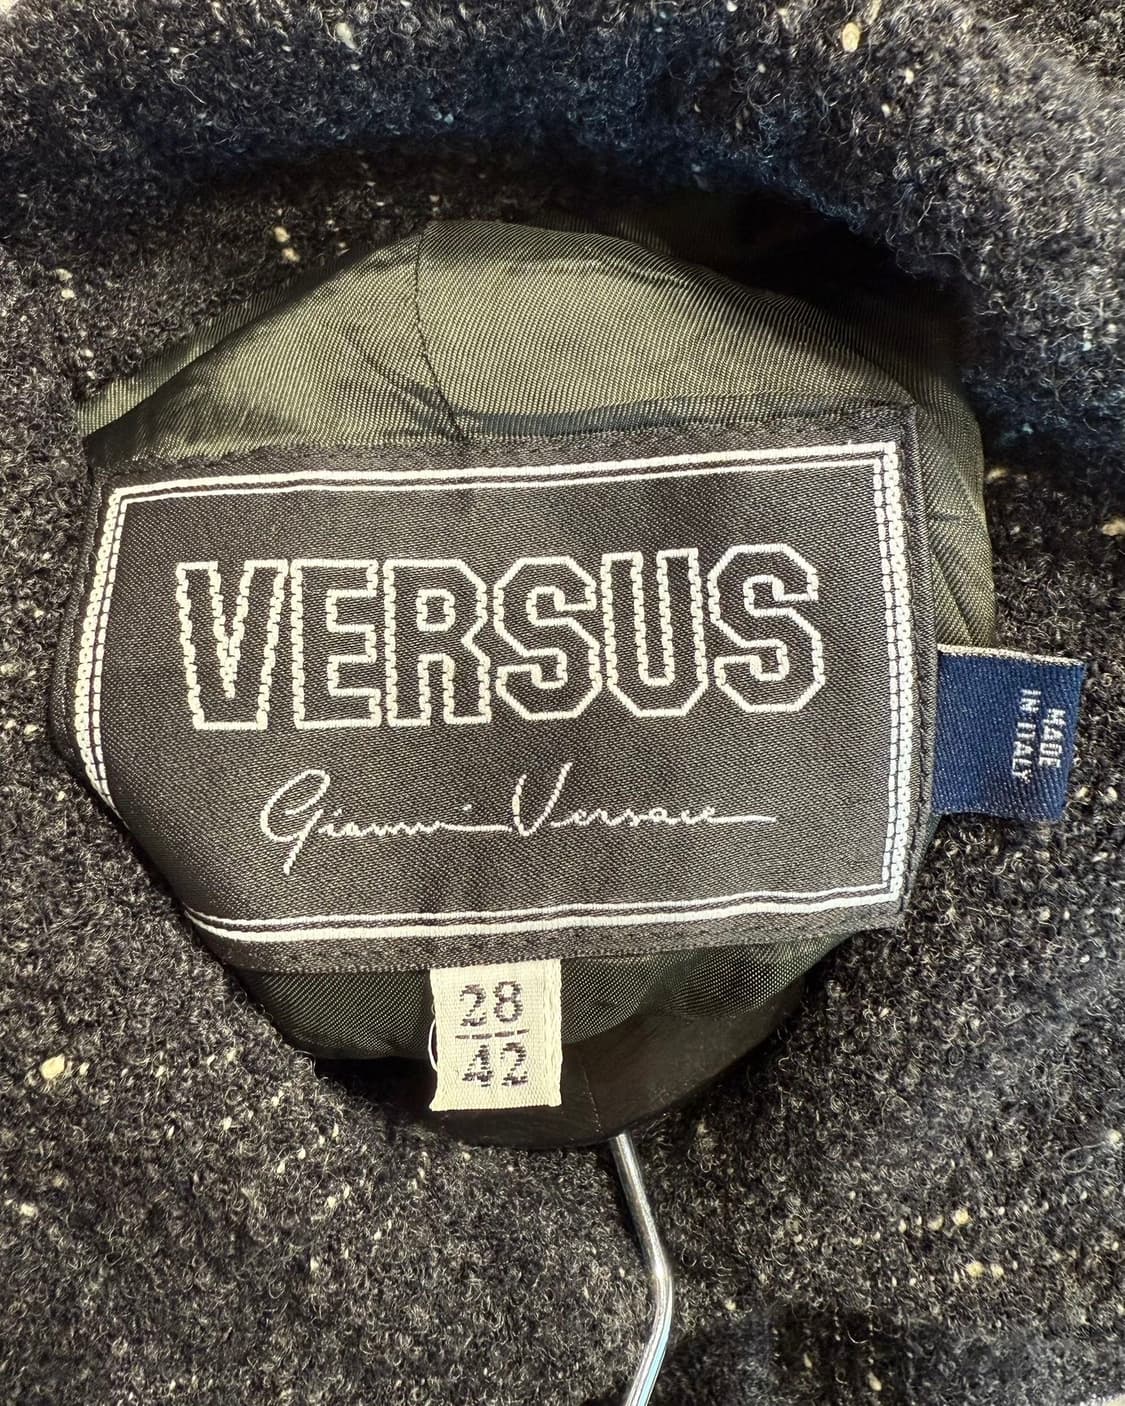 VERSUS
Gianni Versace
MADE
IN ITALY
28
42